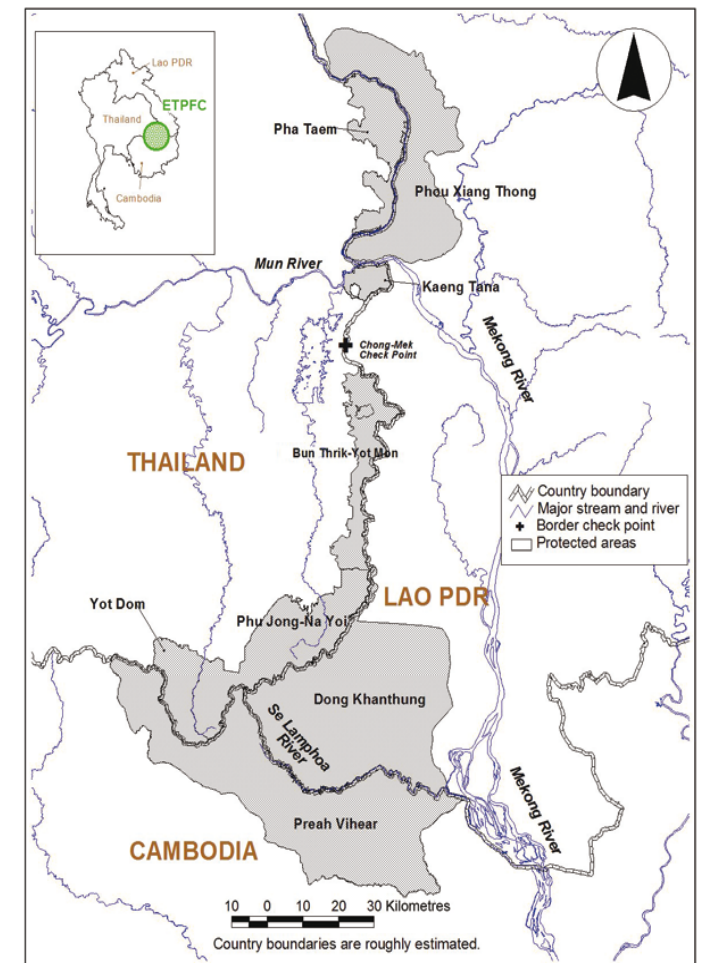 Lao PDR
ETPFC
Thailand
Cambodia
Pha Taem
Phou Xiang Thong
Mun River
Kaeng Tana
Mekong River
Chong-Mek
Check Point
THAILAND
Bun Thrik-Yot Mon
Country boundary
Major stream and river
Border check point
Protected areas
LAO PDR
Yot Dom
Phu Jong-Na Yoi
Dong Khanthung
Se Lamphoa
River
Preah Vihear
Mekong River
CAMBODIA
10 0 10 20 30 Kilometres
Country boundaries are roughly estimated.